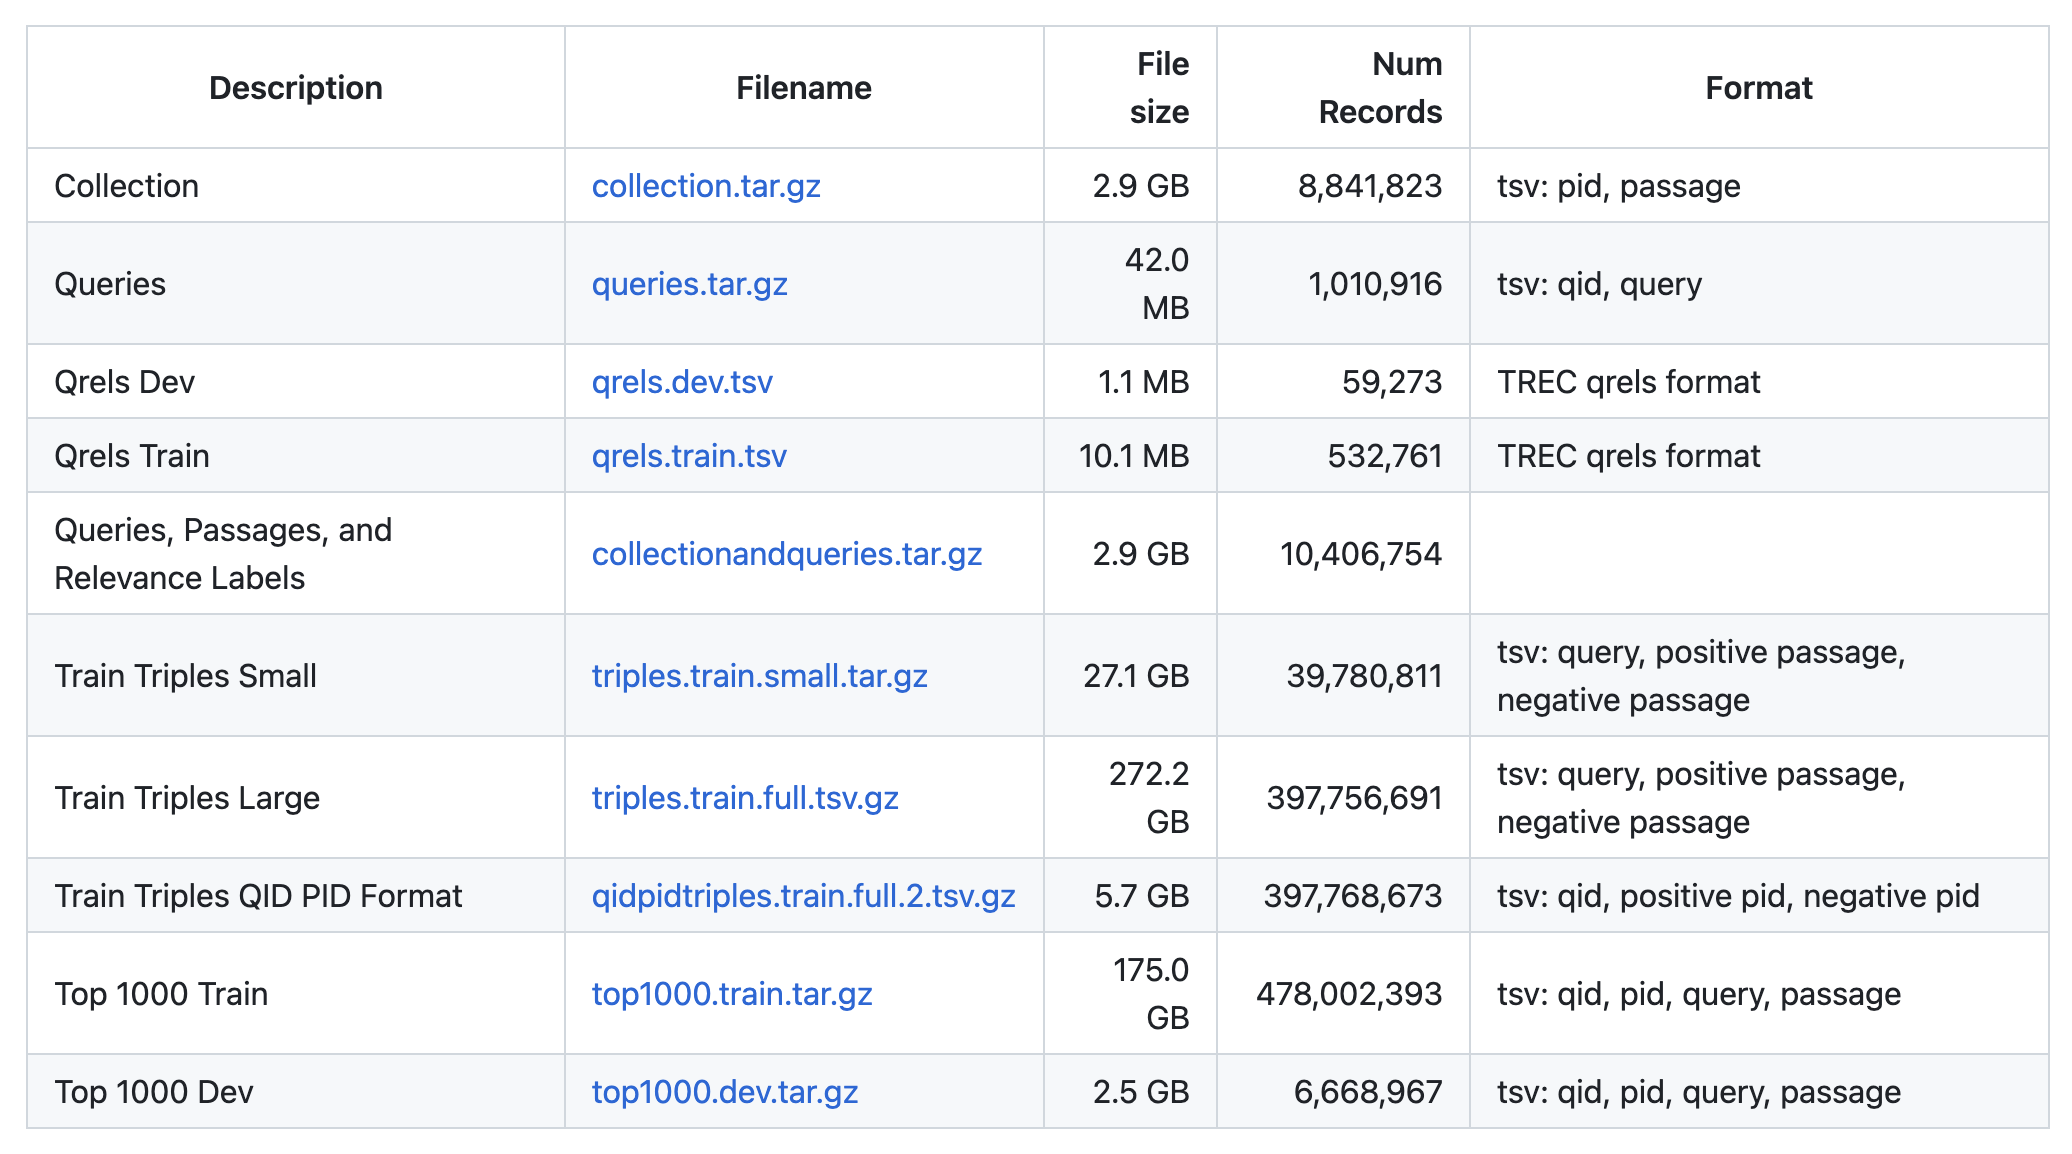 Description Filename File size Num Records Format
Collection collection.tar.gz 2.9 GB 8,841,823 tsv: pid, passage
Queries queries.tar.gz 42.0 MB 1,010,916 tsv: qid, query
Qrels Dev qrels.dev.tsv 1.1 MB 59,273 TREC qrels format
Qrels Train qrels.train.tsv 10.1 MB 532,761 TREC qrels format
Queries, Passages, and Relevance Labels collectionandqueries.tar.gz 2.9 GB 10,406,754
Train Triples Small triples.train.small.tar.gz 27.1 GB 39,780,811 tsv: query, positive passage, negative passage
Train Triples Large triples.train.full.tsv.gz 272.2 GB 397,756,691 tsv: query, positive passage, negative passage
Train Triples QID PID Format qidpidtriples.train.full.2.tsv.gz 5.7 GB 397,768,673 tsv: qid, positive pid, negative pid
Top 1000 Train top1000.train.tar.gz 175.0 GB 478,002,393 tsv: qid, pid, query, passage
Top 1000 Dev top1000.dev.tar.gz 2.5 GB 6,668,967 tsv: qid, pid, query, passage